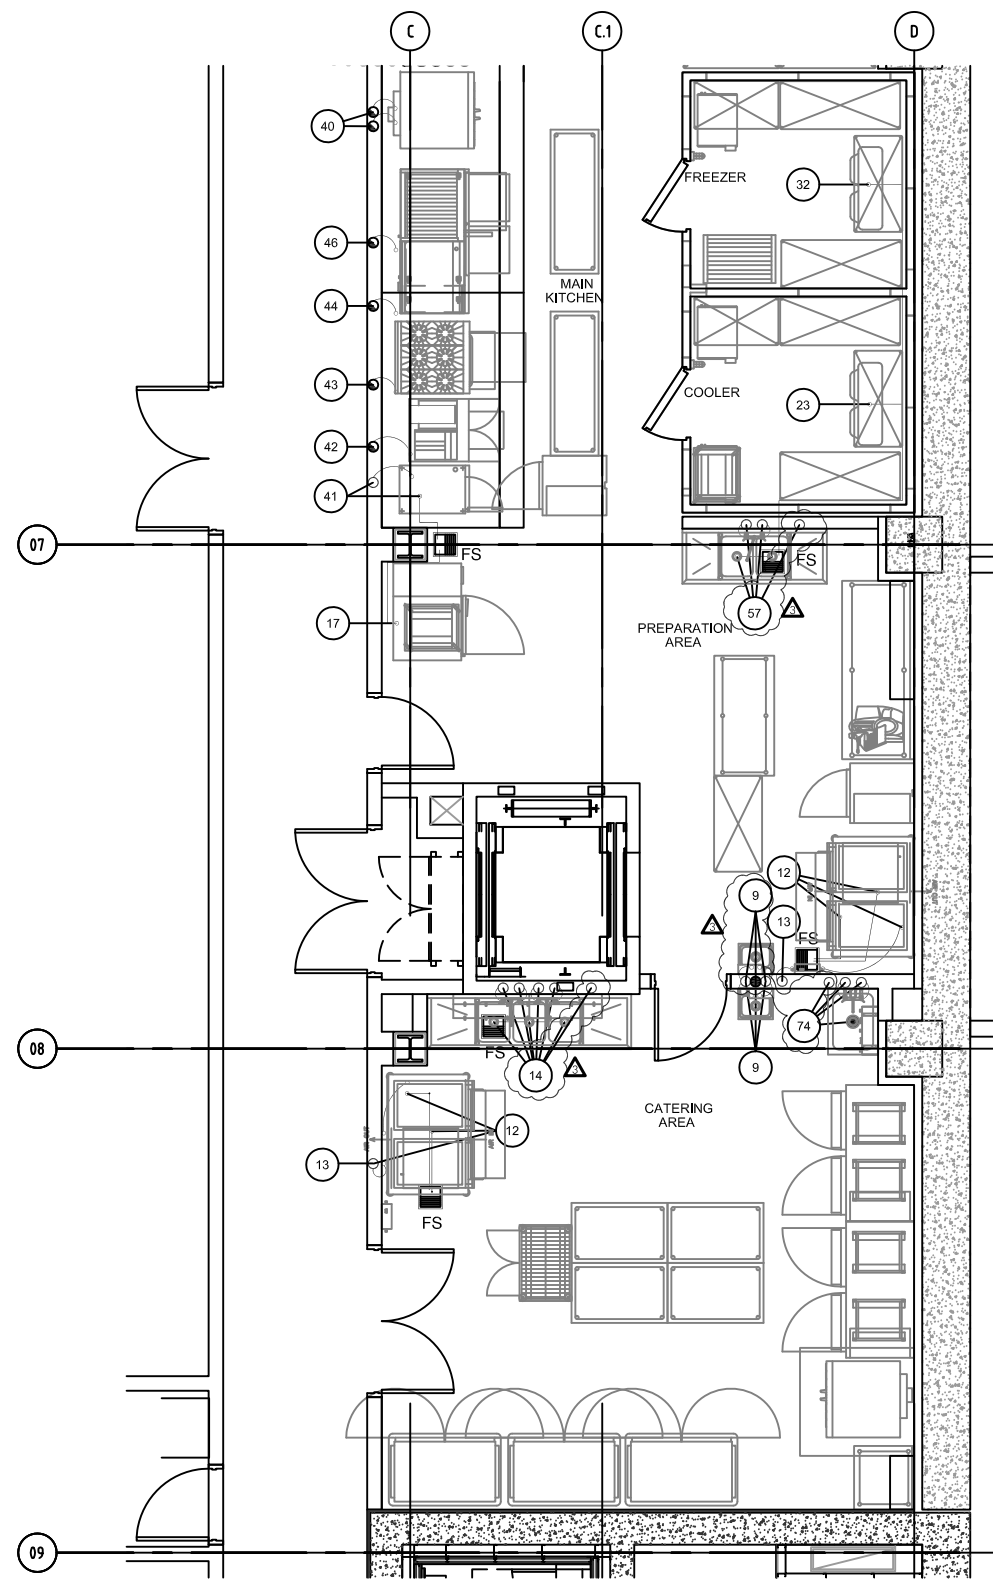 C
C.1
D
40
FREEZER
32
46
MAIN
KITCHEN
44
43
COOLER
23
42
41
07
FS
FS
57
3
17
PREPARATION
AREA
12
9
13
3
FS
74
08
FS
14
3
9
CATERING
AREA
12
13
FS
09